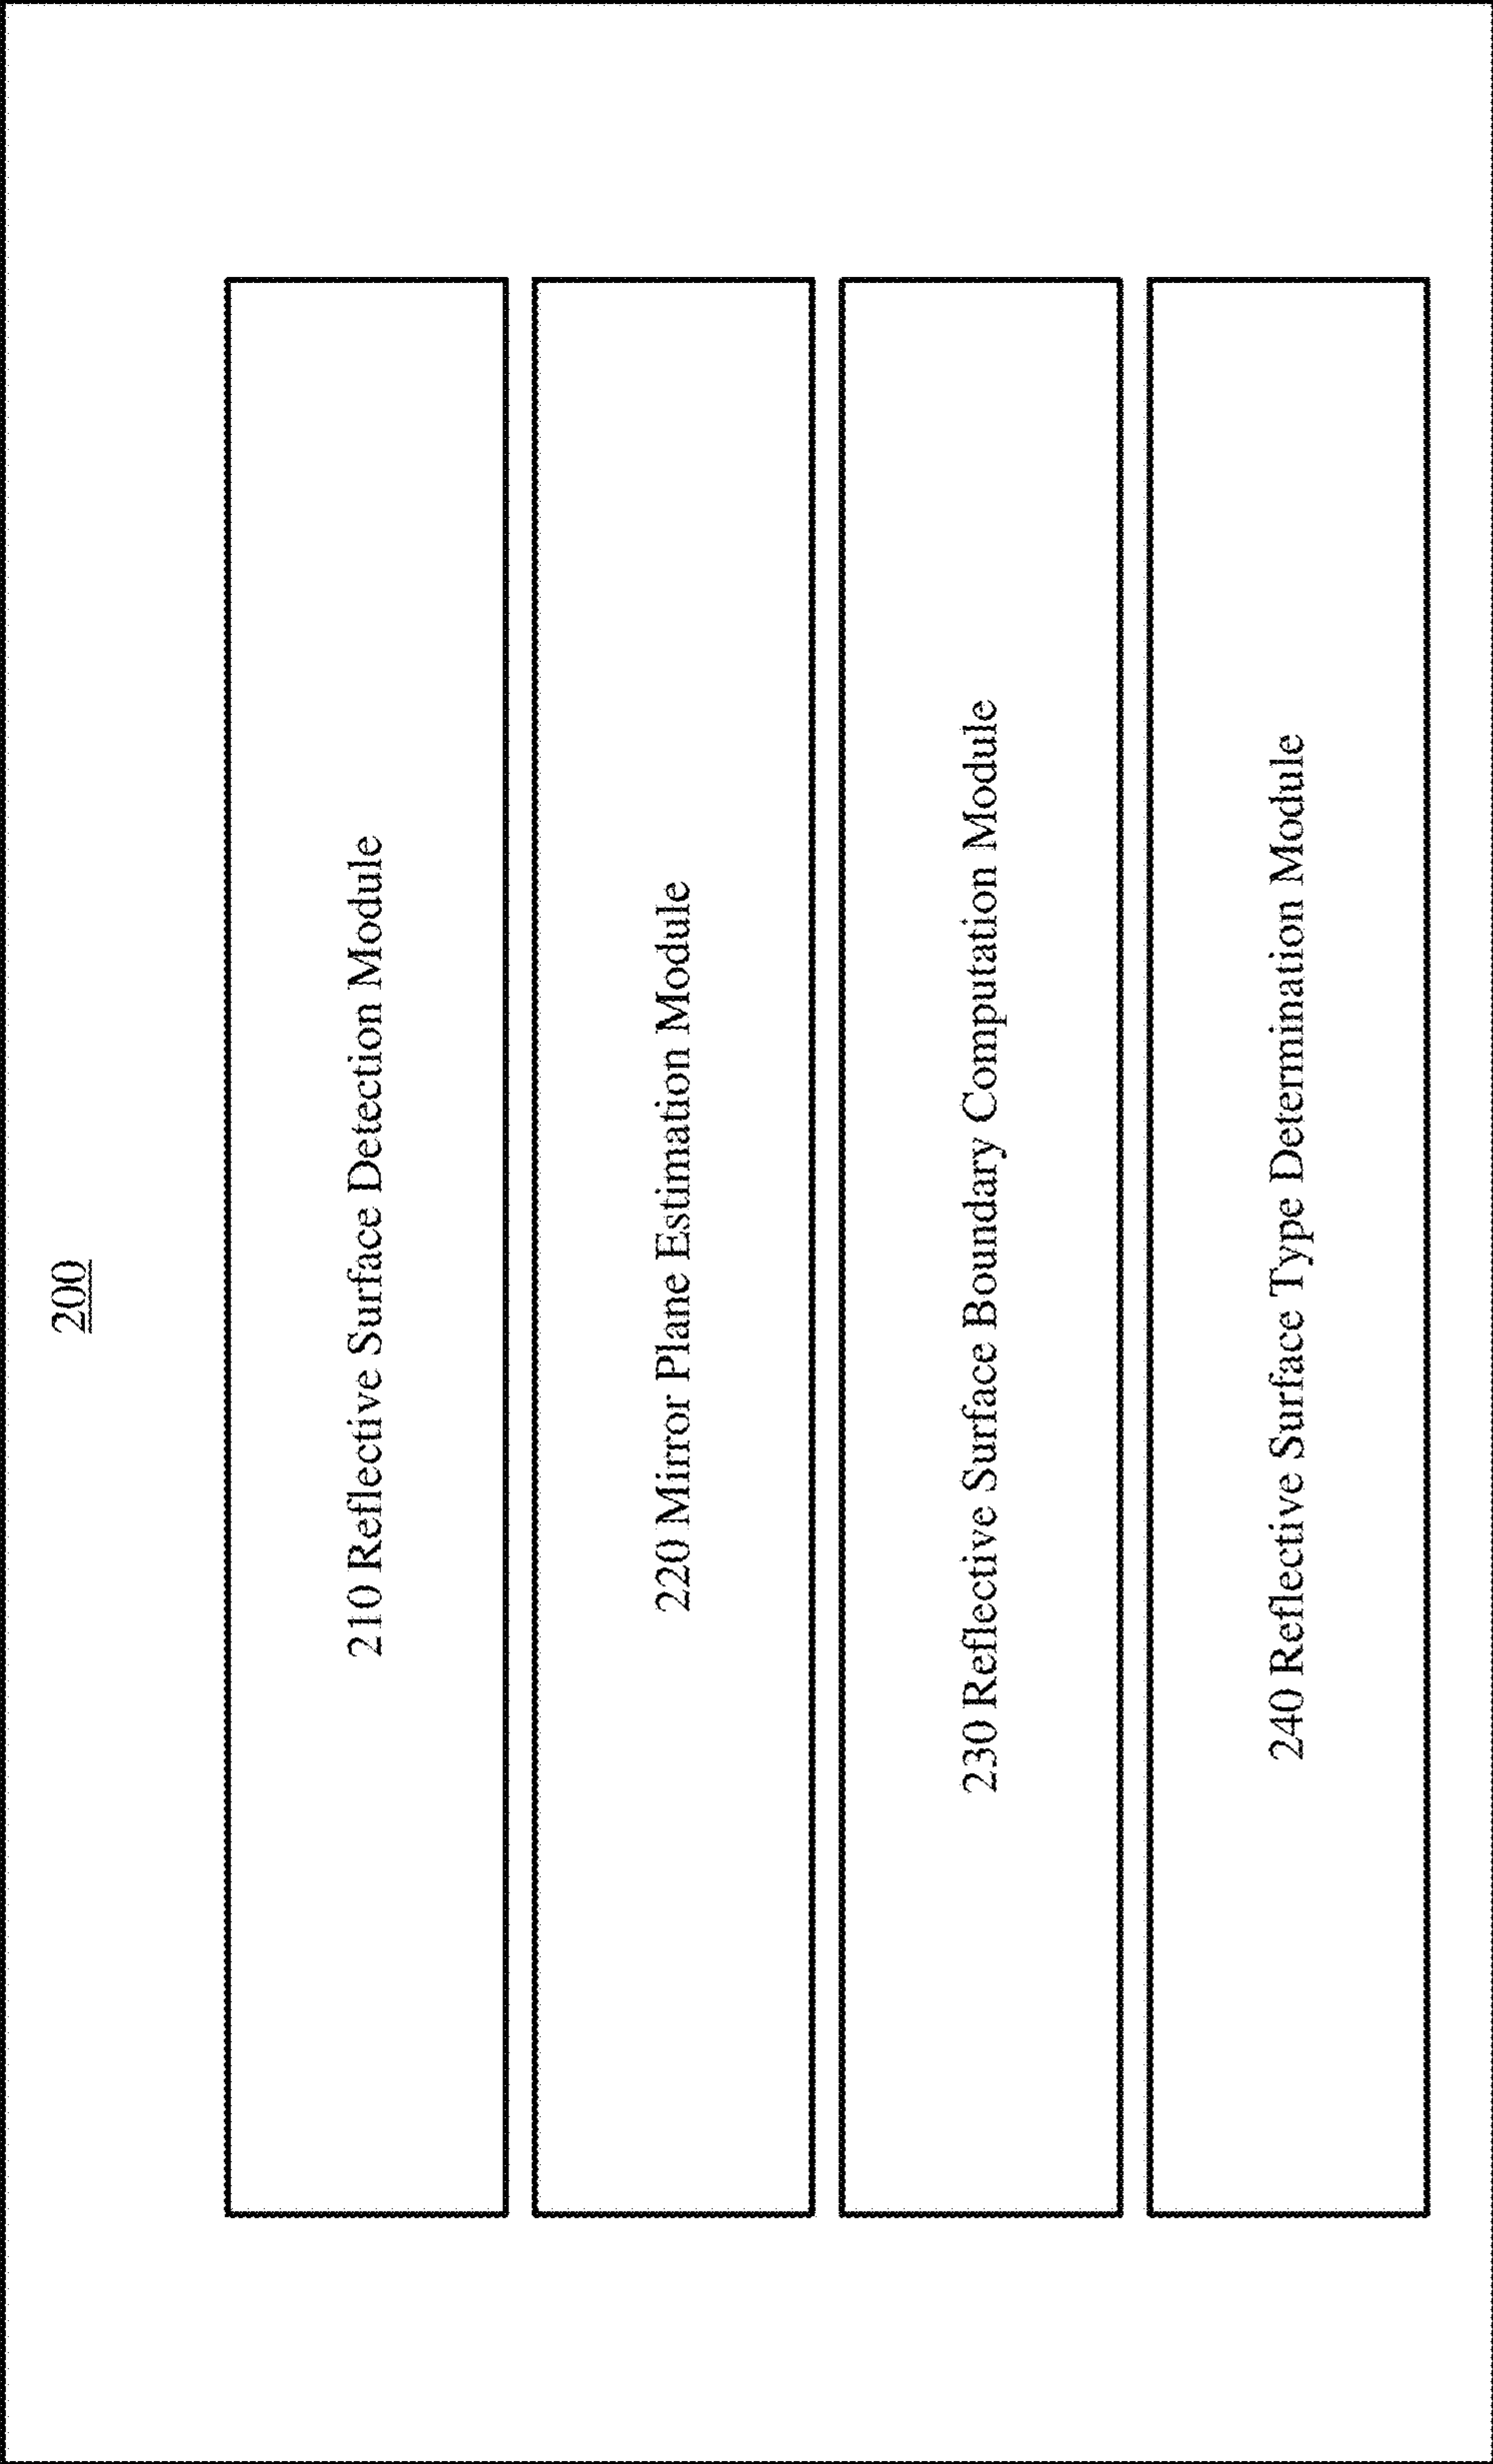 200
210 Reflective Surface Detection Module
220 Mirror Plane Estimation Module
230 Reflective Surface Boundary Computation Module
240 Reflective Surface Type Determination Module